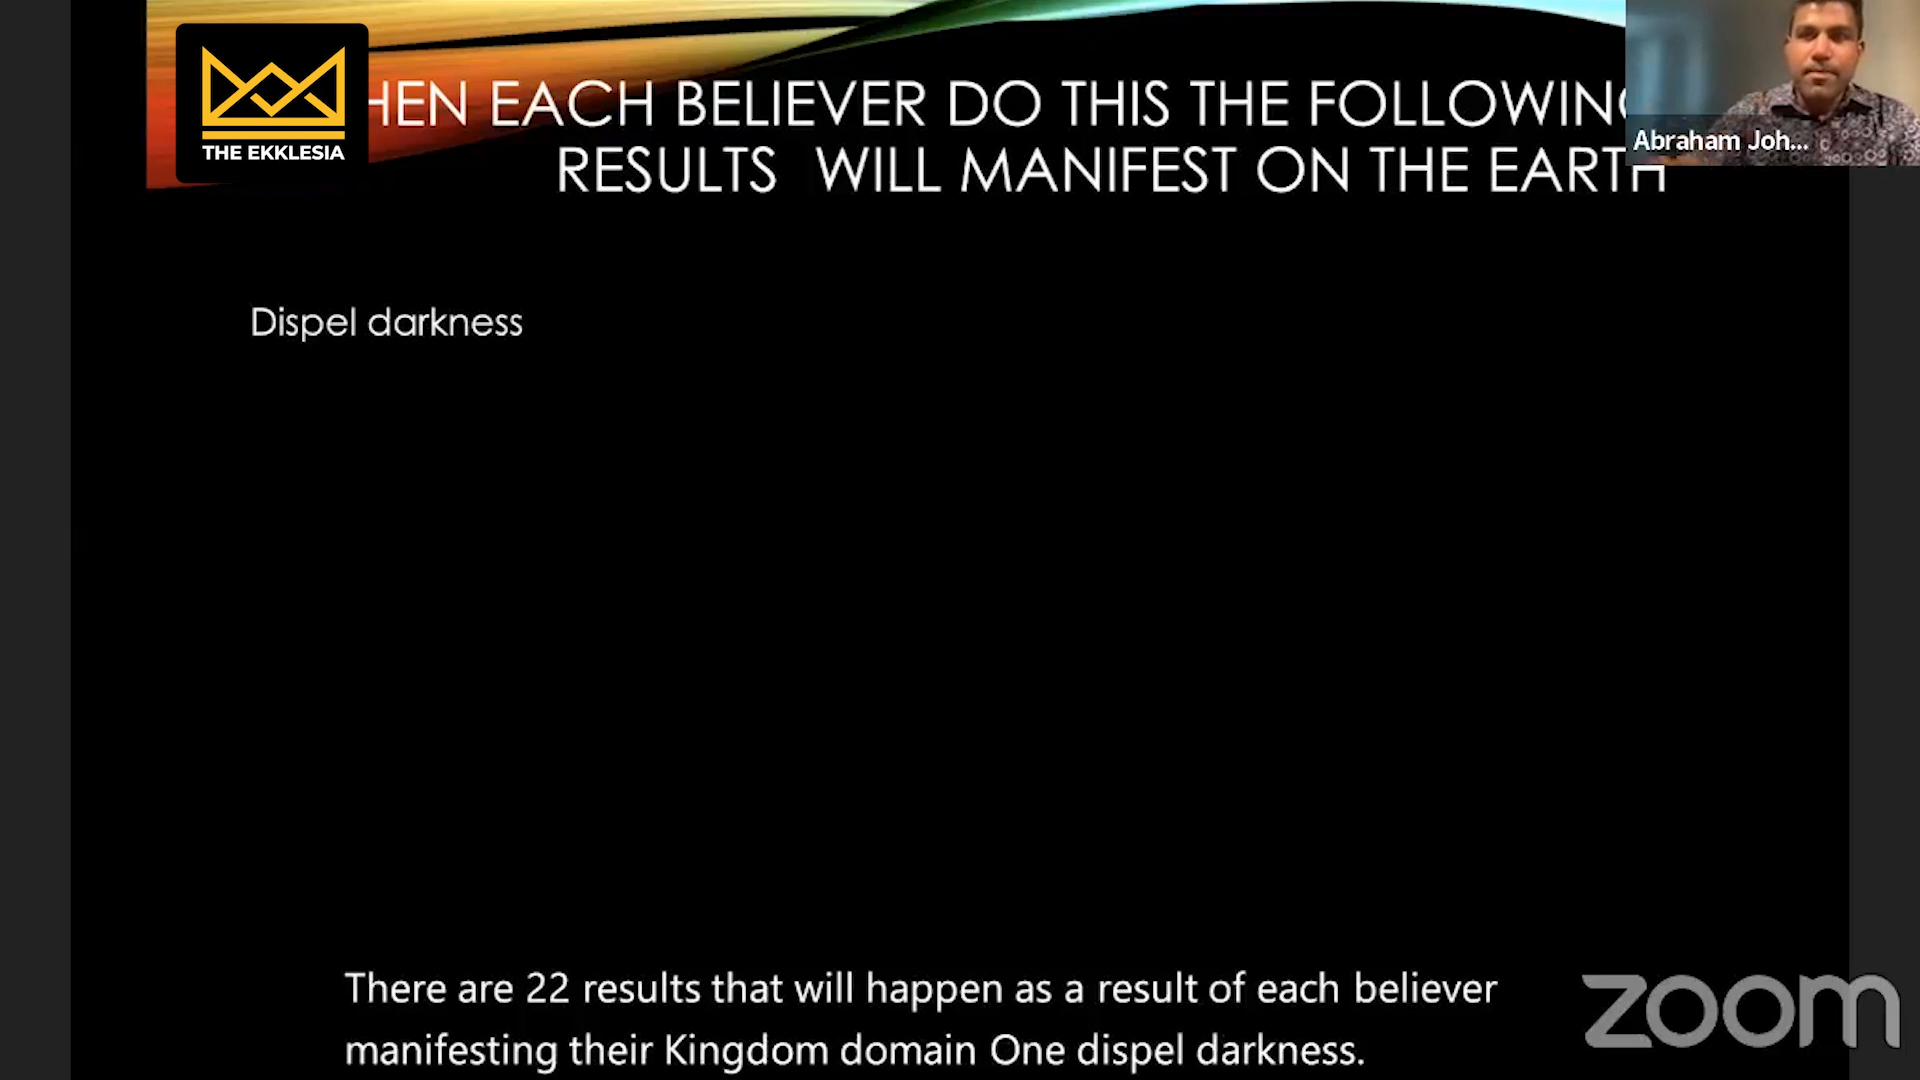 THE EKKLESIA
HEN EACH BELIEVER DO THIS THE FOLLOWING
RESULTS WILL MANIFEST ON THE EARTH
Abraham Joh...
Dispel darkness
There are 22 results that will happen as a result of each believer
manifesting their Kingdom domain One dispel darkness.
zoom